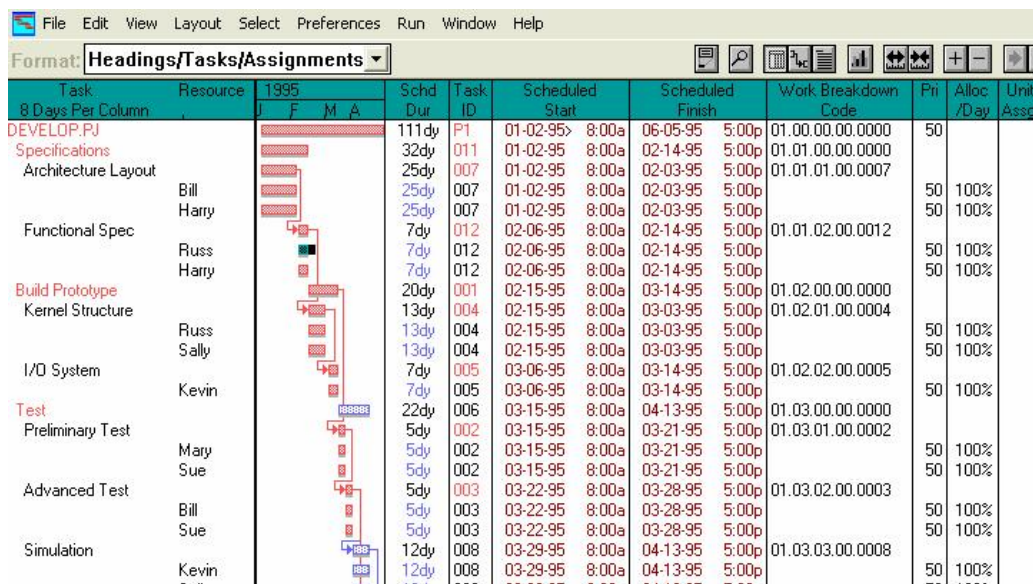 File Edit View Layout Select Preferences Run Window Help
Format: Headings/Tasks/Assignments
Task Resource 1995 Schd Task Scheduled Scheduled Work Breakdown Pri Alloc Unit
8 Days Per Column J F M A Dur ID Start Finish Code /Day Assg
DEVELOP.PJ 111dy P1 01-02-95> 8:00a 06-05-95 5:00p 01.00.00.00.0000 50
Specifications 32dy 011 01-02-95 8:00a 02-14-95 5:00p 01.01.00.00.0000
Architecture Layout 25dy 007 01-02-95 8:00a 02-03-95 5:00p 01.01.01.00.0007
Bill 25dy 007 01-02-95 8:00a 02-03-95 5:00p 50 100%
Harry 25dy 007 01-02-95 8:00a 02-03-95 5:00p 50 100%
Functional Spec 7dy 012 02-06-95 8:00a 02-14-95 5:00p 01.01.02.00.0012
Russ 7dy 012 02-06-95 8:00a 02-14-95 5:00p 50 100%
Harry 7dy 012 02-06-95 8:00a 02-14-95 5:00p 50 100%
Build Prototype 20dy 001 02-15-95 8:00a 03-14-95 5:00p 01.02.00.00.0000
Kernel Structure 13dy 004 02-15-95 8:00a 03-03-95 5:00p 01.02.01.00.0004
Russ 13dy 004 02-15-95 8:00a 03-03-95 5:00p 50 100%
Sally 13dy 004 02-15-95 8:00a 03-03-95 5:00p 50 100%
I/O System 7dy 005 03-06-95 8:00a 03-14-95 5:00p 01.02.02.00.0005
Kevin 7dy 005 03-06-95 8:00a 03-14-95 5:00p 50 100%
Test 22dy 006 03-15-95 8:00a 04-13-95 5:00p 01.03.00.00.0000
Preliminary Test 5dy 002 03-15-95 8:00a 03-21-95 5:00p 01.03.01.00.0002
Mary 5dy 002 03-15-95 8:00a 03-21-95 5:00p 50 100%
Sue 5dy 002 03-15-95 8:00a 03-21-95 5:00p 50 100%
Advanced Test 5dy 003 03-22-95 8:00a 03-28-95 5:00p 01.03.02.00.0003
Bill 5dy 003 03-22-95 8:00a 03-28-95 5:00p 50 100%
Sue 5dy 003 03-22-95 8:00a 03-28-95 5:00p 50 100%
Simulation 12dy 008 03-29-95 8:00a 04-13-95 5:00p 01.03.03.00.0008
Kevin 12dy 008 03-29-95 8:00a 04-13-95 5:00p 50 100%